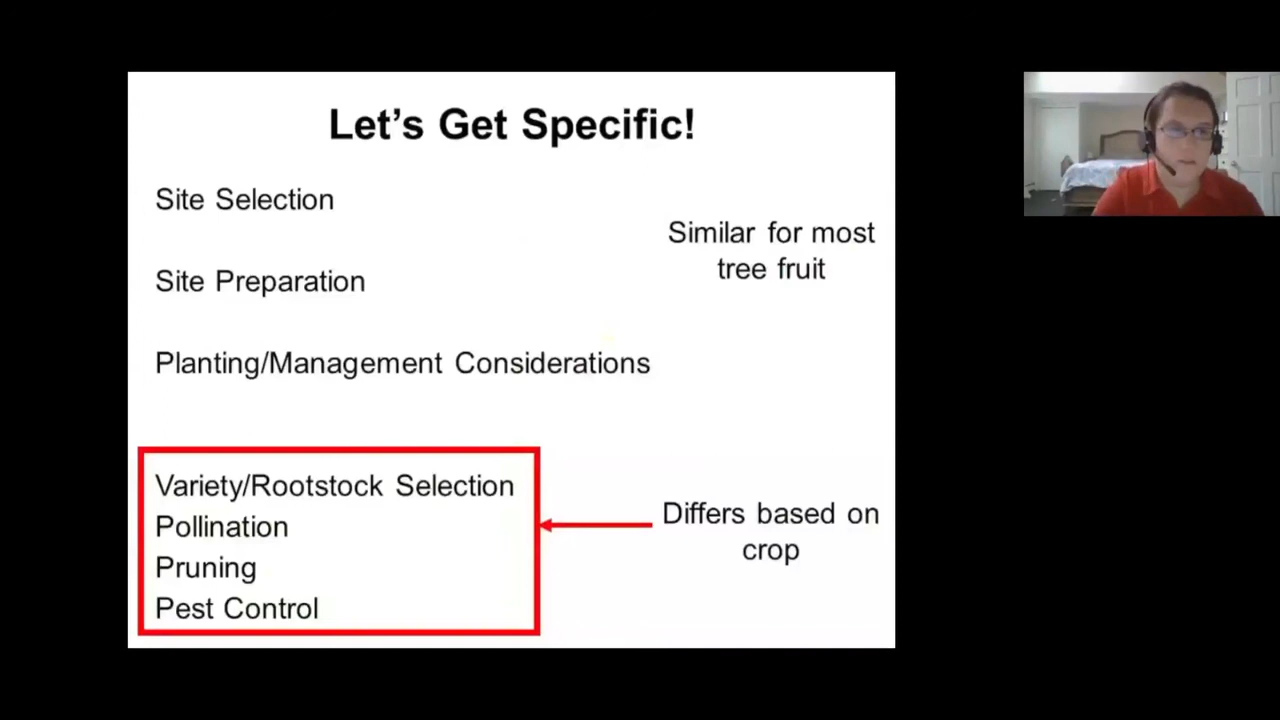 Let's Get Specific!
Site Selection
Similar for most
tree fruit
Site Preparation
Planting/Management Considerations
Variety/Rootstock Selection
Pollination
Pruning
Pest Control
Differs based on
crop